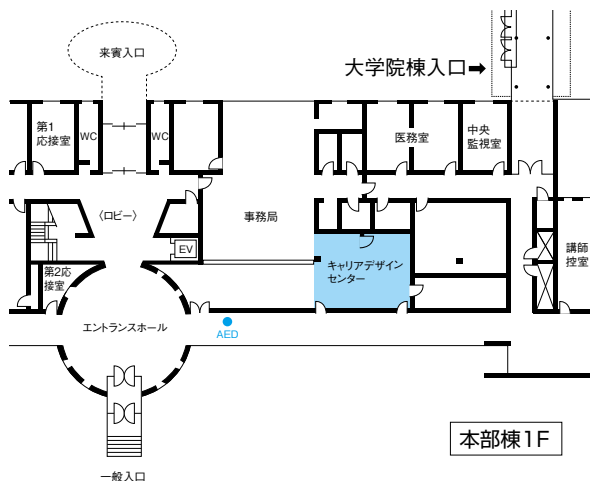 来賓入口
大学院棟入口➡
第1
応接室
WC
WC
医務室
中央
監視室
〈ロビー〉
事務局
EV
講師
控室
キャリアデザイン
センター
第2応
接室
エントランスホール
AED
本部棟1F
一般入口